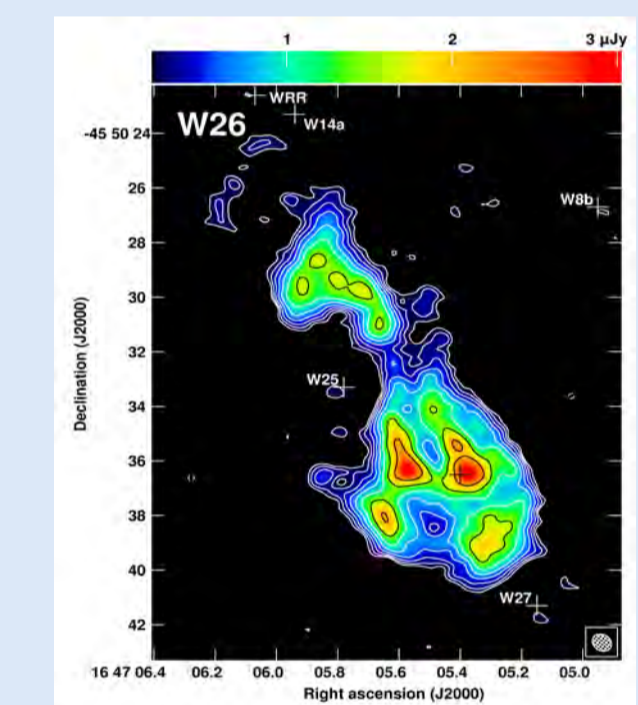 1 2 3 µJy
WRR
W26
W14a
-45 50 24
26
W8b
28
30
32
W25
34
36
38
40
W27
42
16 47 06.4 06.2 06.0 05.8 05.6 05.4 05.2 05.0
Right ascension (J2000)
Declination (J2000)